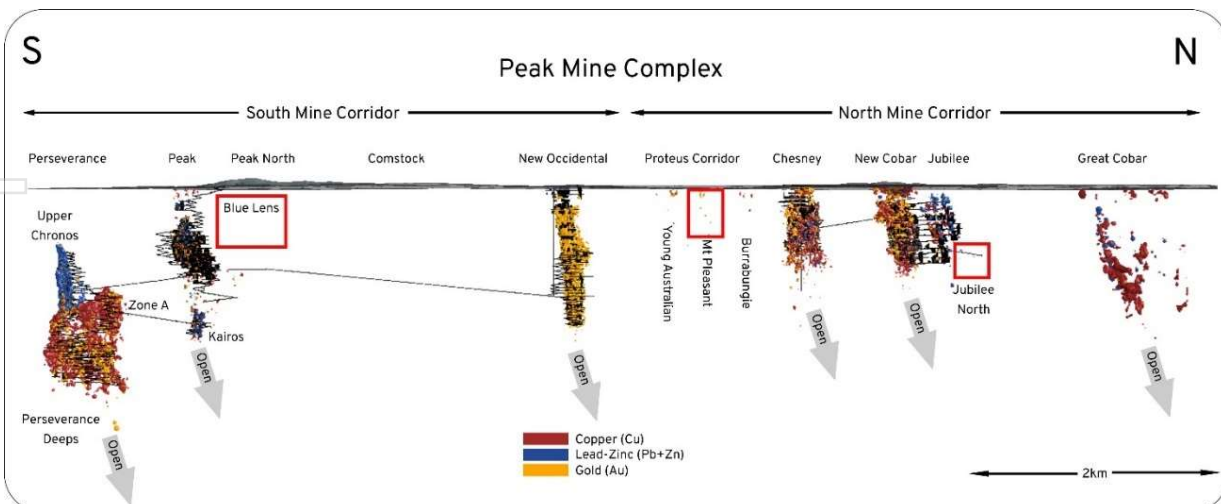 S
N
Peak Mine Complex
South Mine Corridor
North Mine Corridor
Perseverance
Peak
Peak North
Comstock
New Occidental
Proteus Corridor
Chesney
New Cobar
Jubilee
Great Cobar
Upper
Chronos
Blue Lens
Young Australian
Mt Pleasant
Burrabungie
Zone A
Kairos
Jubilee
North
Open
Open
Open
Open
Open
Perseverance
Deeps
Open
Copper (Cu)
Lead-Zinc (Pb+Zn)
Gold (Au)
2km